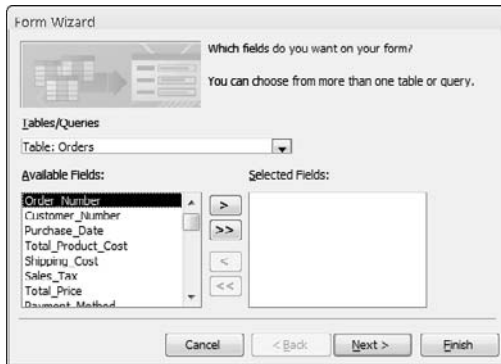 Form Wizard
Which fields do you want on your form?
You can choose from more than one table or query.
Tables/Queries
Table: Orders
Available Fields:
Selected Fields:
Order_Number
Customer_Number
Purchase_Date
Total_Product_Cost
Shipping_Cost
Sales_Tax
Total_Price
Payment_Method
>
>>
<
<<
Cancel
< Back
Next >
Finish